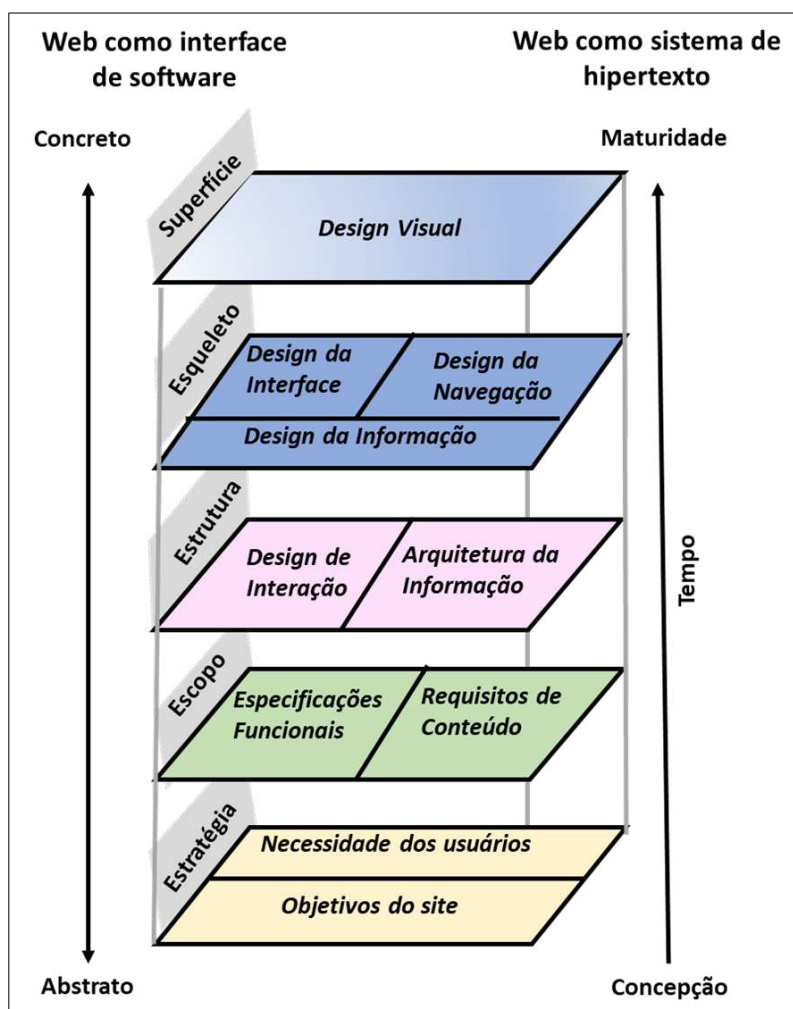 Web como interface
de software
Web como sistema de
hipertexto
Concreto
Maturidade
Superfície
Design Visual
Esqueleto
Design da
Interface
Design da
Navegação
Design da Informação
Estrutura
Design de
Interação
Arquitetura da
Informação
Tempo
Escopo
Especificações
Funcionais
Requisitos de
Conteúdo
Estratégia
Necessidade dos usuários
Objetivos do site
Abstrato
Concepção